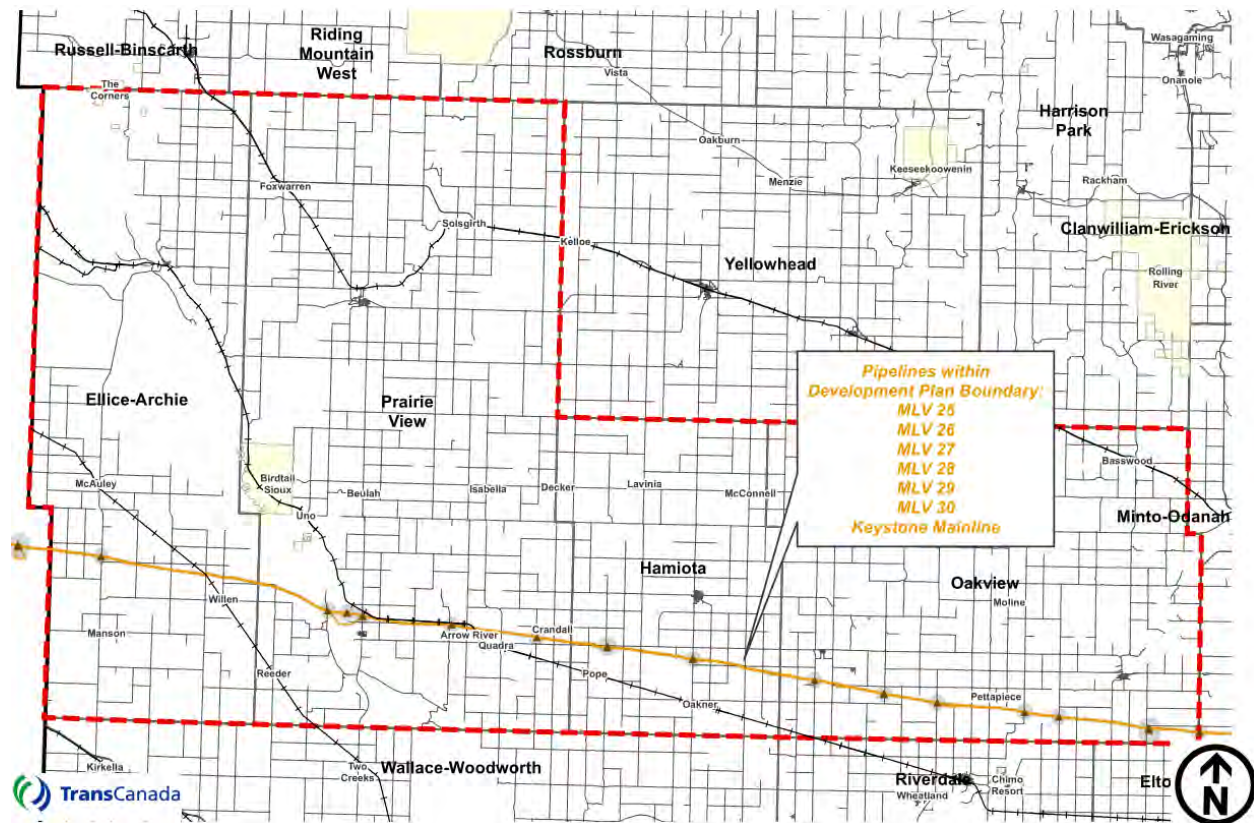 Russell-Binscarth
Riding
Mountain
West
Rossburn
Vista
Wasagaming
Onanole
The
Corners
Harrison
Park
Oakburn
Menzie
Keeseekoowenin
Rackham
Foxwarren
Solsgirth
Kelloe
Clanwilliam-Erickson
Yellowhead
Rolling
River
Pipelines within
Development Plan Boundary:
MLV 25
MLV 26
MLV 27
MLV 28
MLV 29
MLV 30
Keystone Mainline
Ellice-Archie
Prairie
View
Basswood
McAuley
Birdtail
Sioux
Beulah
Isabella
Decker
Lavinia
McConnell
Uno
Minto-Odanah
Hamiota
Oakview
Moline
Willen
Manson
Arrow River
Quadra
Crandall
Reeder
Pope
Oakner
Pettapiece
Kirkella
Two
Creeks
Wallace-Woodworth
Riverdale
Wheatland
Chimo
Resort
Elto
N
TransCanada